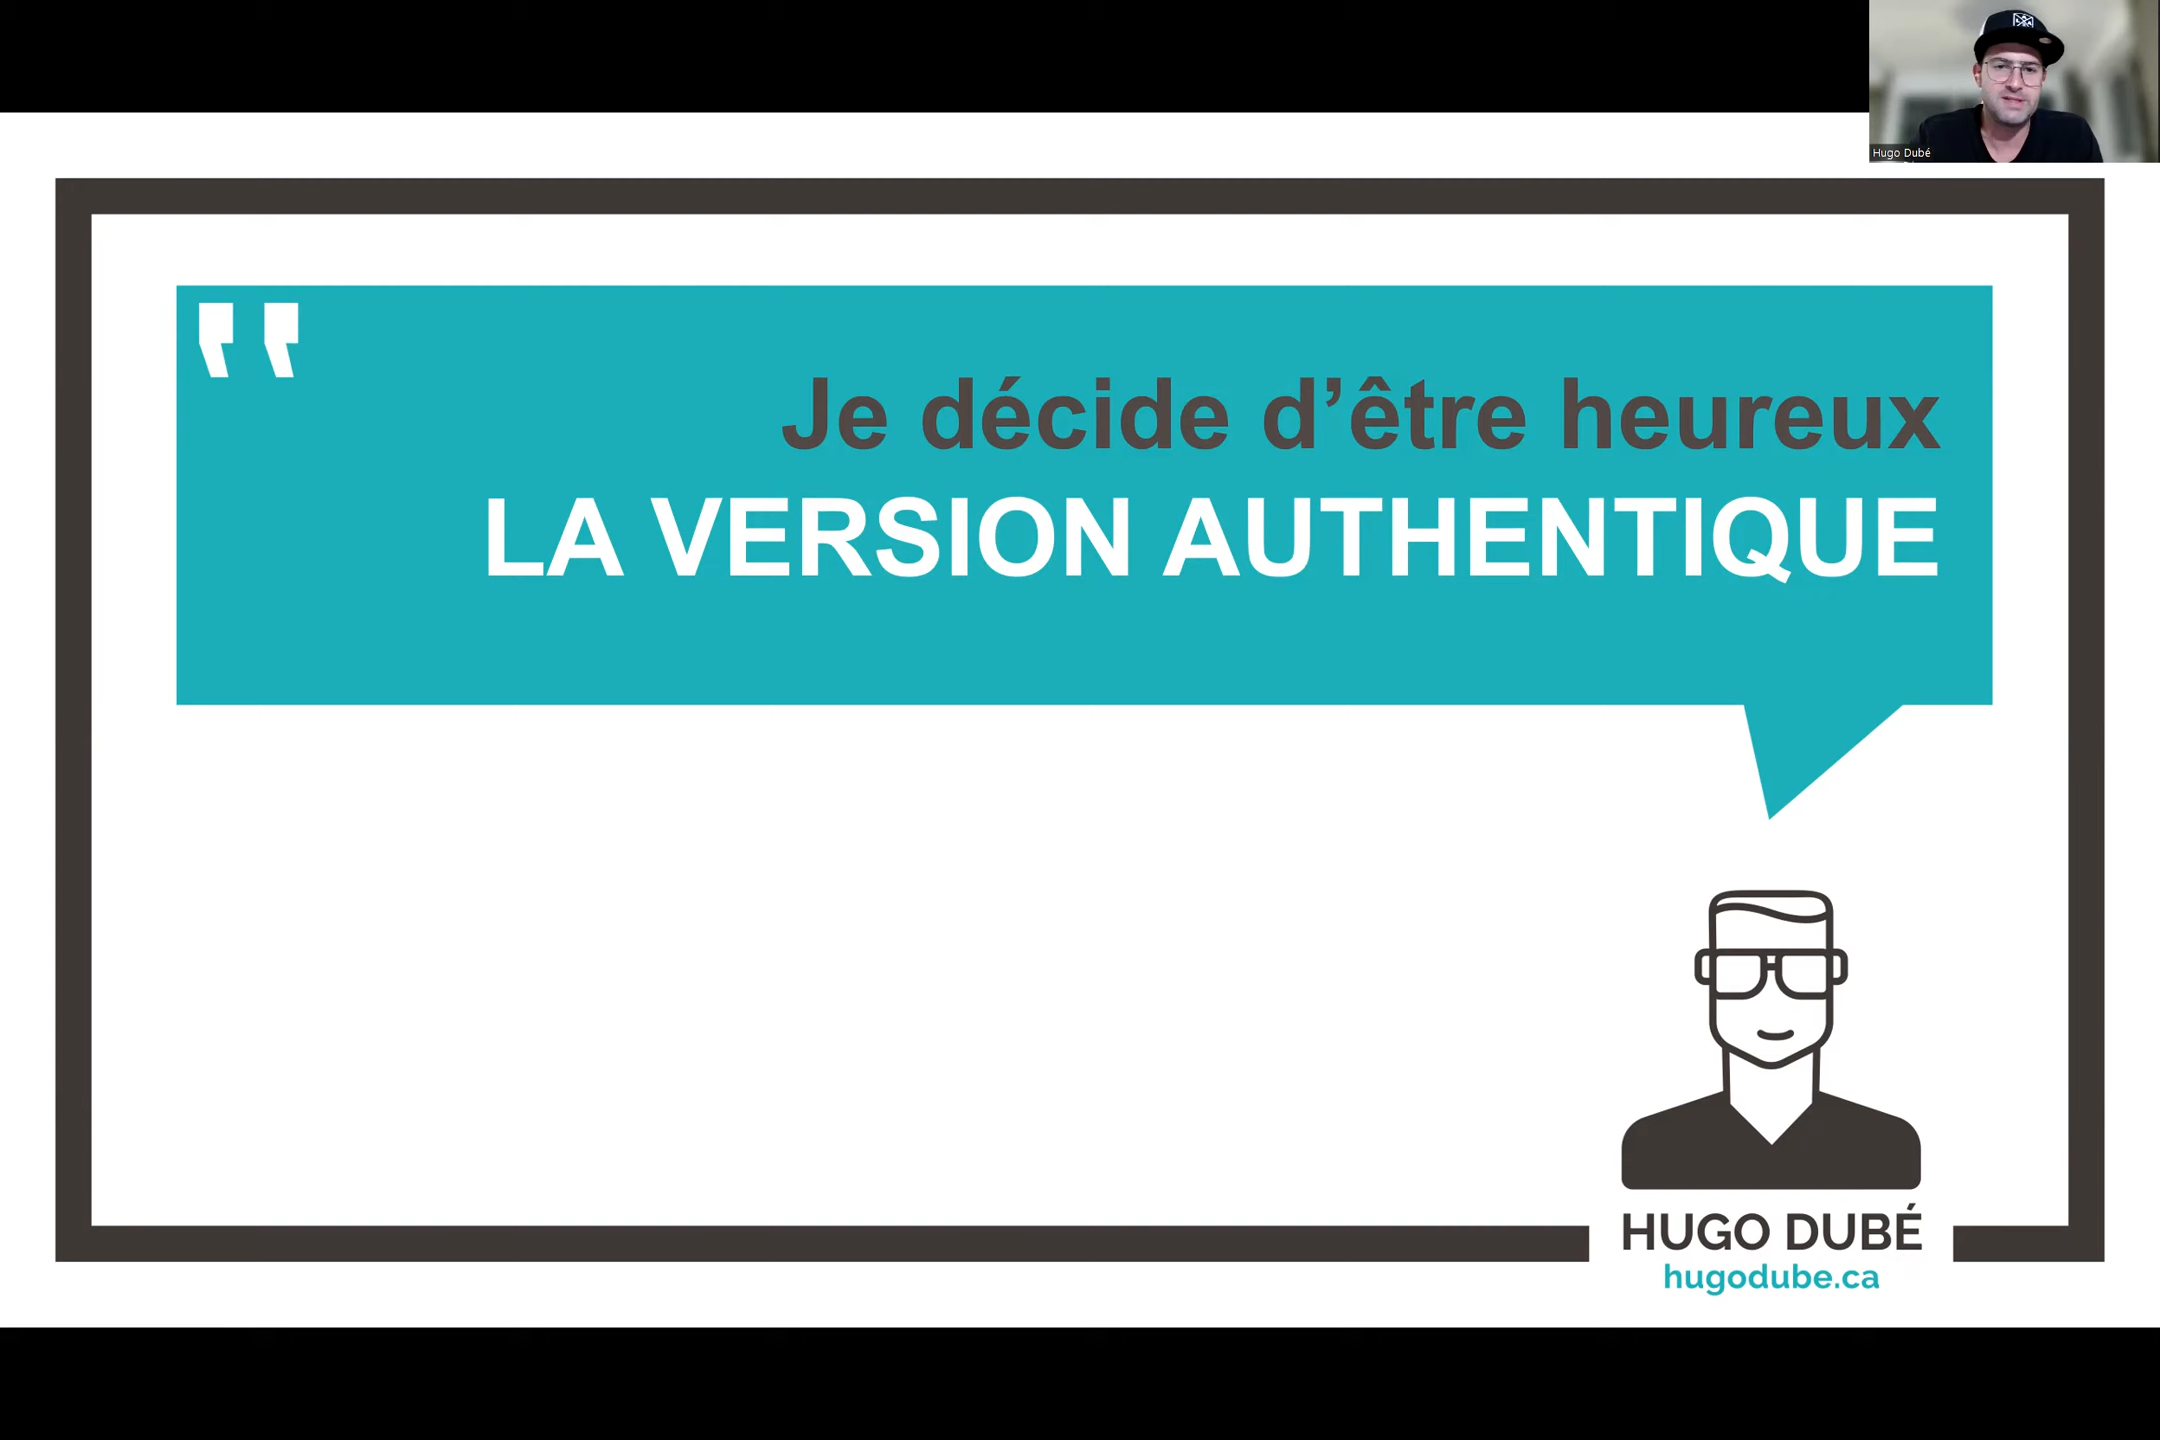 Hugo Dubé
Je décide d’être heureux
LA VERSION AUTHENTIQUE
HUGO DUBÉ
hugodube.ca